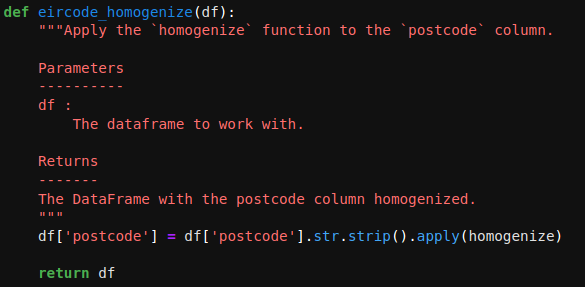 def eircode_homogenize(df):
    """Apply the `homogenize` function to the `postcode` column.

    Parameters
    ----------
    df :
        The dataframe to work with.

    Returns
    -------
    The DataFrame with the postcode column homogenized.
    """
    df['postcode'] = df['postcode'].str.strip().apply(homogenize)

    return df